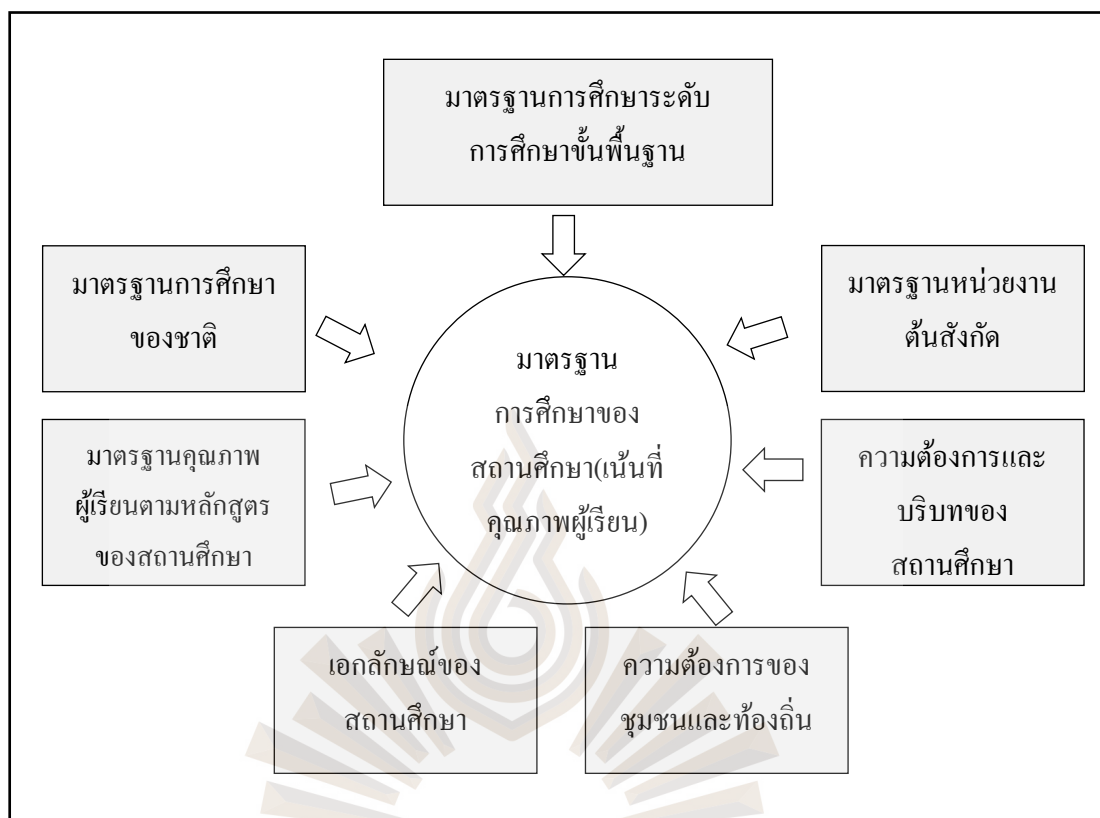 มาตรฐานการศึกษาระดับ
การศึกษาขั้นพื้นฐาน
มาตรฐานการศึกษา
ของชาติ
มาตรฐานหน่วยงาน
ต้นสังกัด
มาตรฐาน
การศึกษาของ
สถานศึกษา(เน้นที่
คุณภาพผู้เรียน)
มาตรฐานคุณภาพ
ผู้เรียนตามหลักสูตร
ของสถานศึกษา
ความต้องการและ
บริบทของ
สถานศึกษา
เอกลักษณ์ของ
สถานศึกษา
ความต้องการของ
ชุมชนและท้องถิ่น